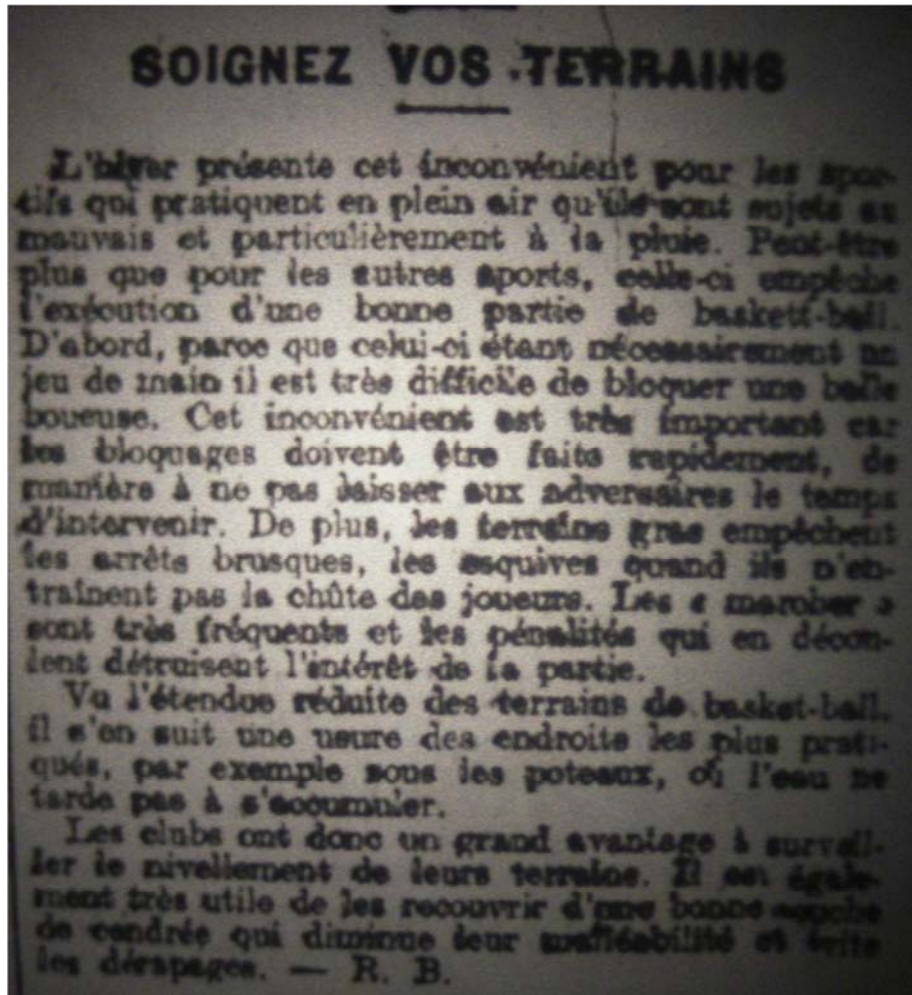 SOIGNEZ VOS TERRAINS
L'hiver présente cet inconvénient pour les spor-
tifs qui pratiquent en plein air qu'ils sont sujets au
mauvais et particulièrement à la pluie. Peut-être
plus que pour les autres sports, celle-ci empêche
l'exécution d'une bonne partie de baskett-ball.
D'abord, parce que celui-ci étant nécessairement un
jeu de main il est très difficile de bloquer une balle
boueuse. Cet inconvénient est très important car
les bloquages doivent être faits rapidement, de
manière à ne pas laisser aux adversaires le temps
d'intervenir. De plus, les terrains gras empêchent
les arrêts brusques, les esquives quand ils n'en-
traînent pas la chûte des joueurs. Les « marcher »
sont très fréquents et les pénalités qui en décou-
lent détruisent l'intérêt de la partie.
Vu l'étendue réduite des terrains de basket-ball,
il s'en suit une usure des endroits les plus prati-
qués, par exemple sous les poteaux, où l'eau ne
tarde pas à s'accumuler.
Les clubs ont donc un grand avantage à surveil-
ler le nivellement de leurs terrains. Il est égale-
ment très utile de les recouvrir d'une bonne couche
de cendrée qui diminue leur malléabilité et évite
les dérapages. — R. B.